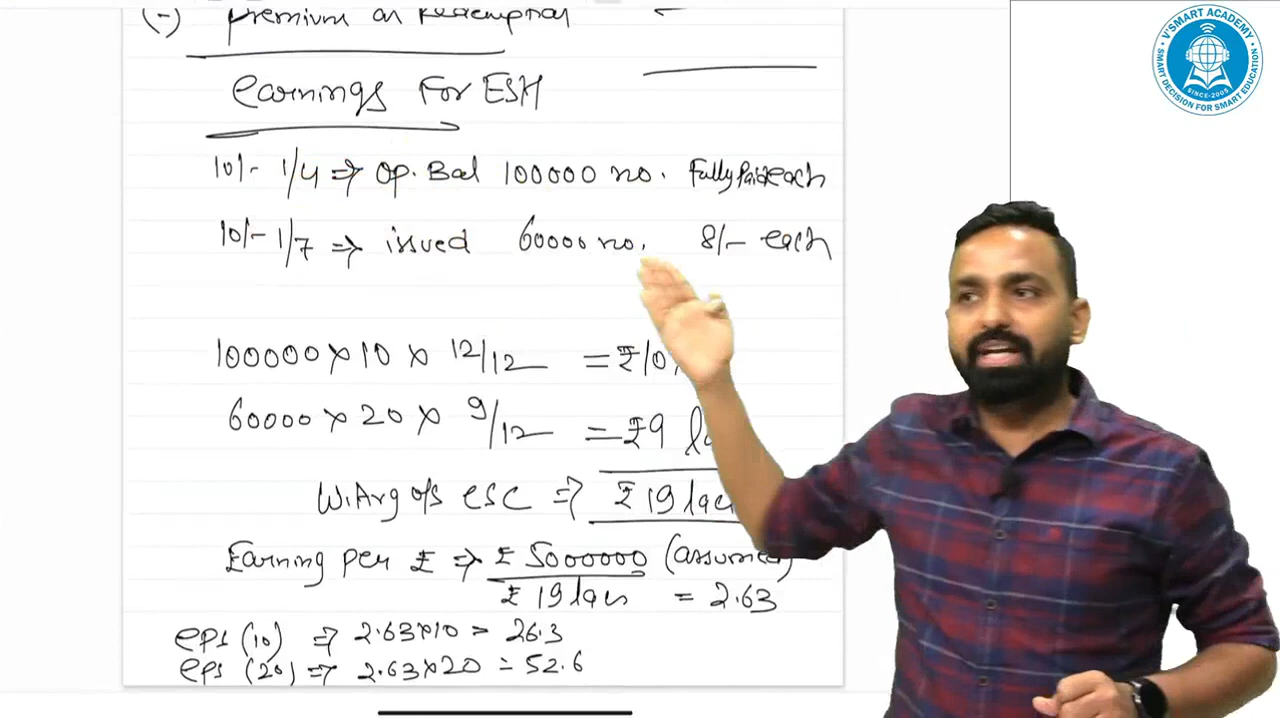 (-) Premium on Redemption
Earnings For ESH
10/- 1/4 ⇒ Op. Bal 100000 no. Fully Paid each
10/- 1/7 ⇒ issued 60000 no. 8/- each
100000 × 10 × 12/12 = ₹10
60000 × 20 × 9/12 = ₹9 la
W.Avg o/s ESC ⇒ ₹19 lac
Earning per ₹ ⇒ ₹ 5000000 (assumed)
₹ 19 lacs = 2.63
eps (10) ⇒ 2.63×10 = 26.3
eps (20) ⇒ 2.63×20 = 52.6
V'SMART ACADEMY
SMART DECISION FOR SMART EDUCATION
SINCE-2005